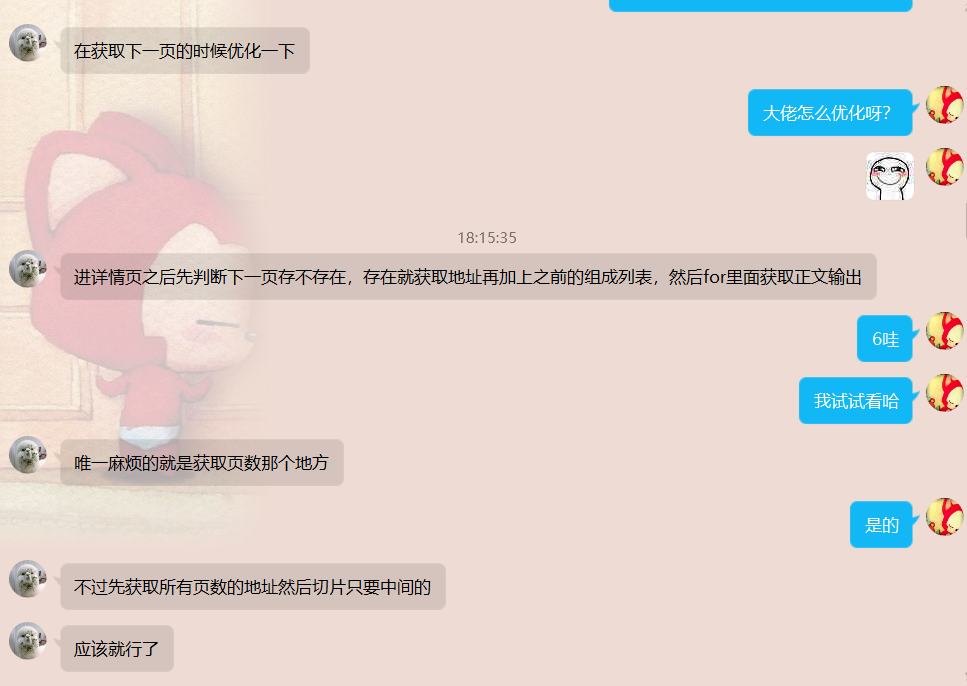 在获取下一页的时候优化一下
大佬怎么优化呀？
18:15:35
进详情页之后先判断下一页存不存在，存在就获取地址再加上之前的组成列表，然后for里面获取正文输出
6哇
我试试看哈
唯一麻烦的就是获取页数那个地方
是的
不过先获取所有页数的地址然后切片只要中间的
应该就行了